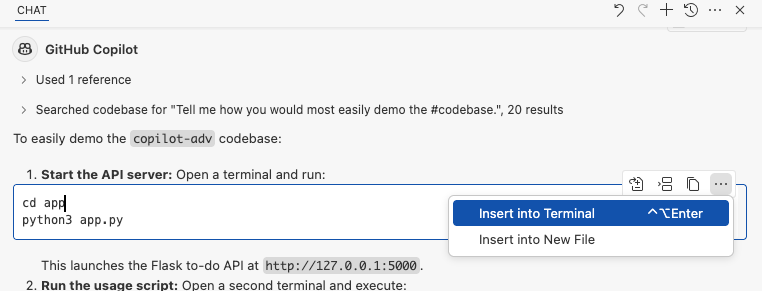 CHAT
GitHub Copilot
Used 1 reference
Searched codebase for "Tell me how you would most easily demo the #codebase.", 20 results
To easily demo the copilot-adv codebase:
1. Start the API server: Open a terminal and run:
cd app
python3 app.py
Insert into Terminal ^⌥Enter
Insert into New File
This launches the Flask to-do API at http://127.0.0.1:5000.
2. Run the usage script: Open a second terminal and execute: